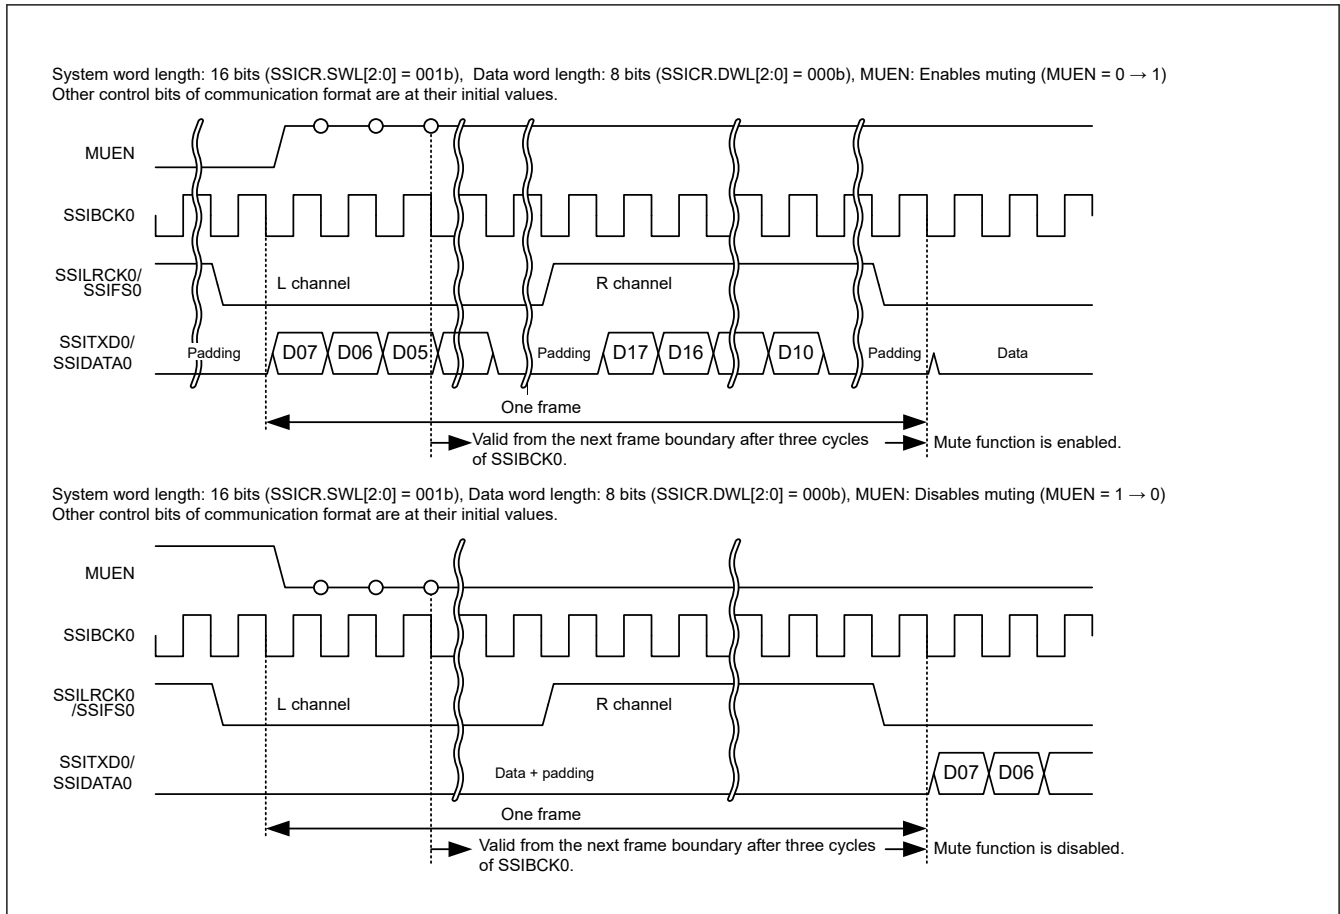 System word length: 16 bits (SSICR.SWL[2:0] = 001b), Data word length: 8 bits (SSICR.DWL[2:0] = 000b), MUEN: Enables muting (MUEN = 0 → 1)
Other control bits of communication format are at their initial values.
MUEN
SSIBCK0
SSILRCK0/
SSIFS0
L channel
R channel
SSITXD0/
SSIDATA0
Padding
D07
D06
D05
Padding
D17
D16
D10
Padding
Data
One frame
Valid from the next frame boundary after three cycles
of SSIBCK0.
Mute function is enabled.
System word length: 16 bits (SSICR.SWL[2:0] = 001b), Data word length: 8 bits (SSICR.DWL[2:0] = 000b), MUEN: Disables muting (MUEN = 1 → 0)
Other control bits of communication format are at their initial values.
MUEN
SSIBCK0
SSILRCK0
/SSIFS0
L channel
R channel
SSITXD0/
SSIDATA0
Data + padding
D07
D06
One frame
Valid from the next frame boundary after three cycles
of SSIBCK0.
Mute function is disabled.